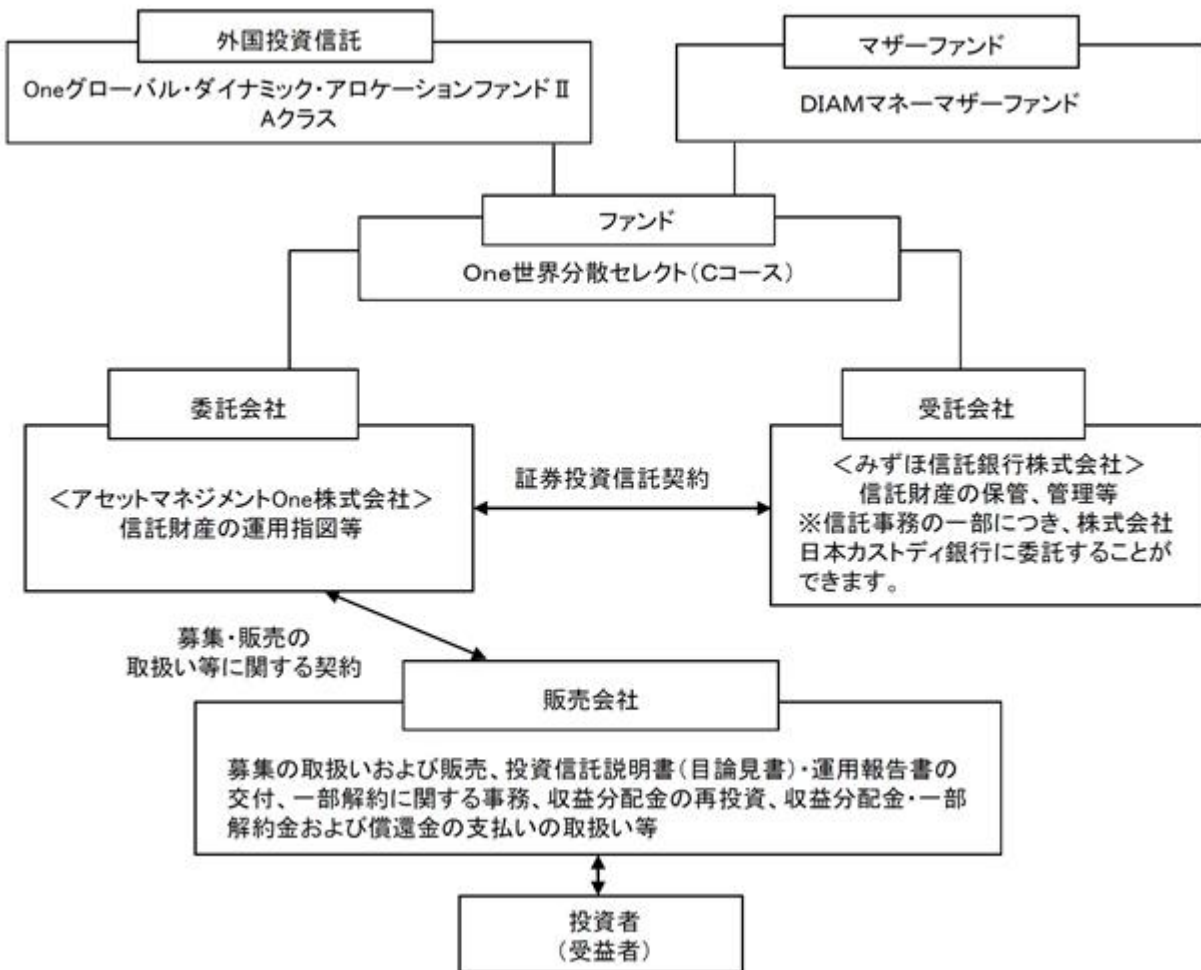 外国投資信託
Oneグローバル・ダイナミック・アロケーションファンドⅡ
Aクラス
マザーファンド
DIAMマネーマザーファンド
ファンド
One世界分散セレクト(Cコース)
委託会社
<アセットマネジメントOne株式会社>
信託財産の運用指図等
証券投資信託契約
受託会社
<みずほ信託銀行株式会社>
信託財産の保管、管理等
※信託事務の一部につき、株式会社
日本カストディ銀行に委託することが
できます。
募集・販売の
取扱い等に関する契約
販売会社
募集の取扱いおよび販売、投資信託説明書(目論見書)・運用報告書の
交付、一部解約に関する事務、収益分配金の再投資、収益分配金・一部
解約金および償還金の支払いの取扱い等
投資者
(受益者)